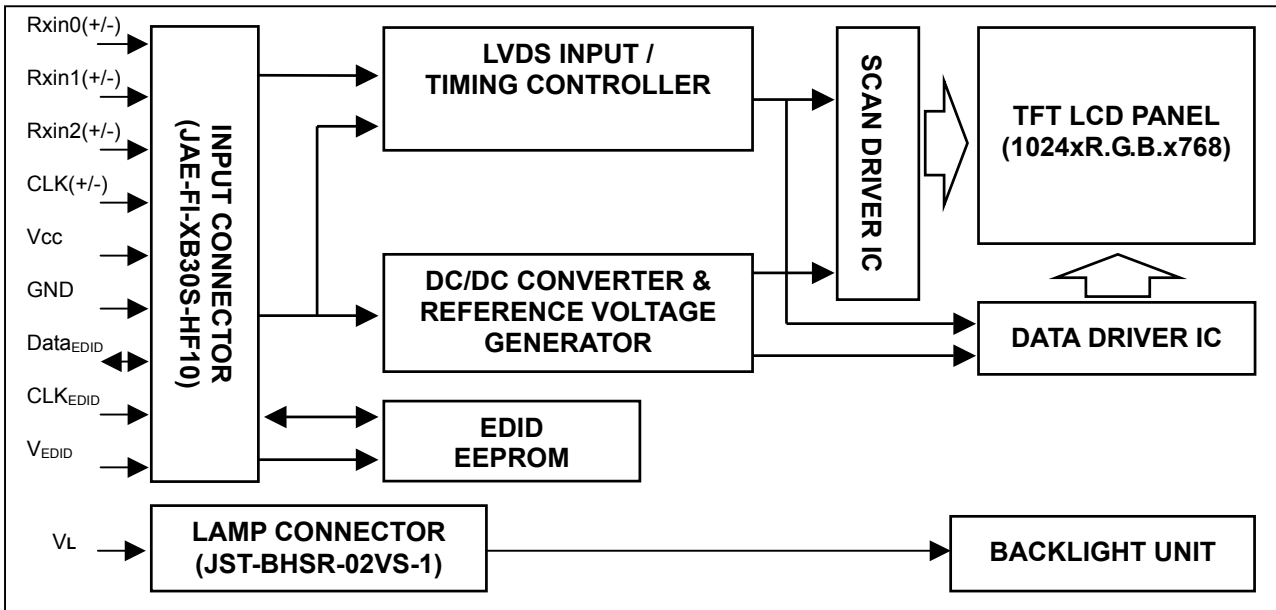 Rxin0(+/-)
Rxin1(+/-)
Rxin2(+/-)
CLK(+/-)
Vcc
GND
DataEDID
CLKEDID
VEDID
VL
INPUT CONNECTOR
(JAE-FI-XB30S-HF10)
LVDS INPUT /
TIMING CONTROLLER
DC/DC CONVERTER &
REFERENCE VOLTAGE
GENERATOR
EDID
EEPROM
SCAN DRIVER IC
TFT LCD PANEL
(1024xR.G.B.x768)
DATA DRIVER IC
LAMP CONNECTOR
(JST-BHSR-02VS-1)
BACKLIGHT UNIT